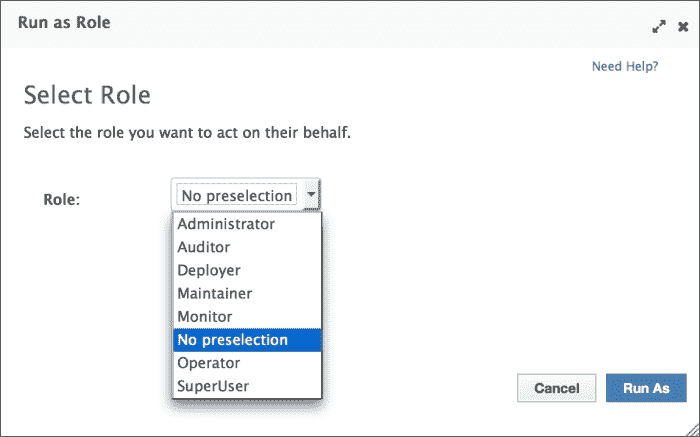 Run as Role
Need Help?
Select Role
Select the role you want to act on their behalf.
Role:
No preselection
Administrator
Auditor
Deployer
Maintainer
Monitor
No preselection
Operator
SuperUser
Cancel
Run As